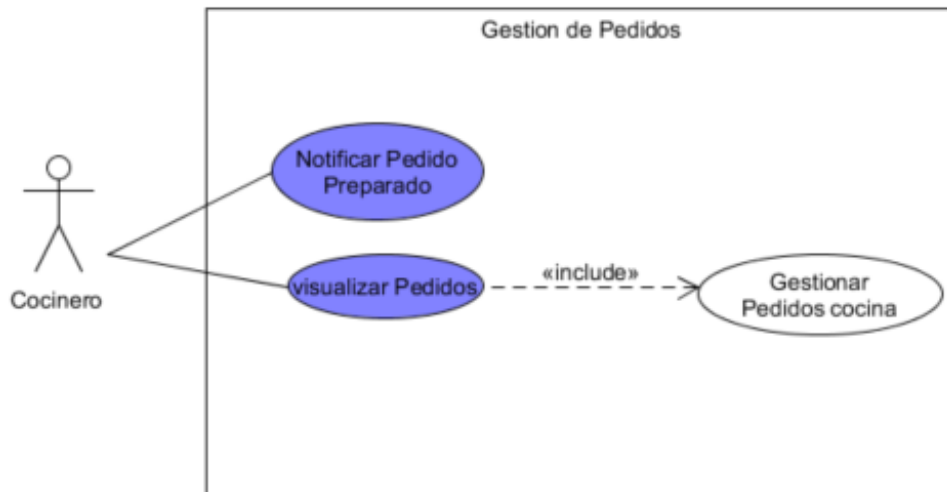 Gestion de Pedidos
Notificar Pedido
Preparado
Cocinero
visualizar Pedidos
«include»
Gestionar
Pedidos cocina